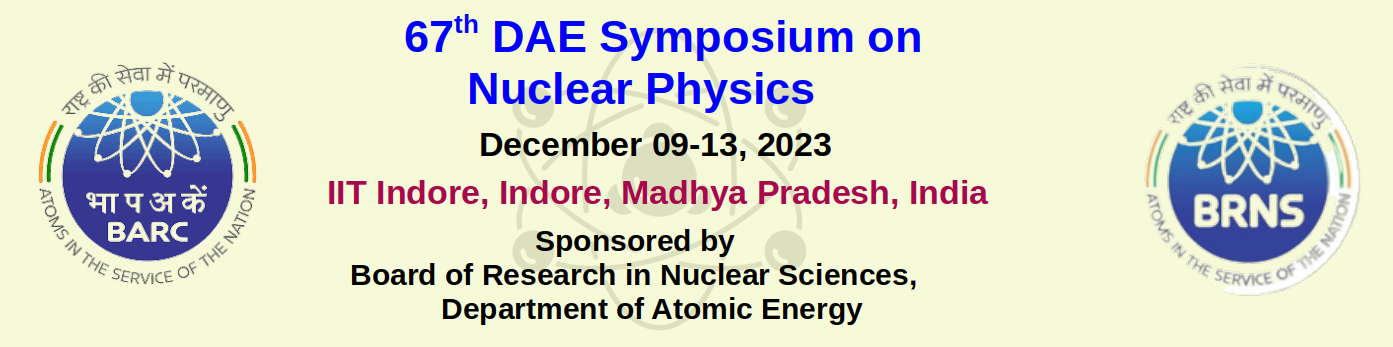 67th DAE Symposium on
Nuclear Physics
December 09-13, 2023
IIT Indore, Indore, Madhya Pradesh, India
Sponsored by
Board of Research in Nuclear Sciences,
Department of Atomic Energy
राष्ट्र की सेवा में परमाणु
भा प अ कें
BARC
ATOMS IN THE SERVICE OF THE NATION
राष्ट्र की सेवा में परमाणु
BRNS
ATOMS IN THE SERVICE OF THE NATION